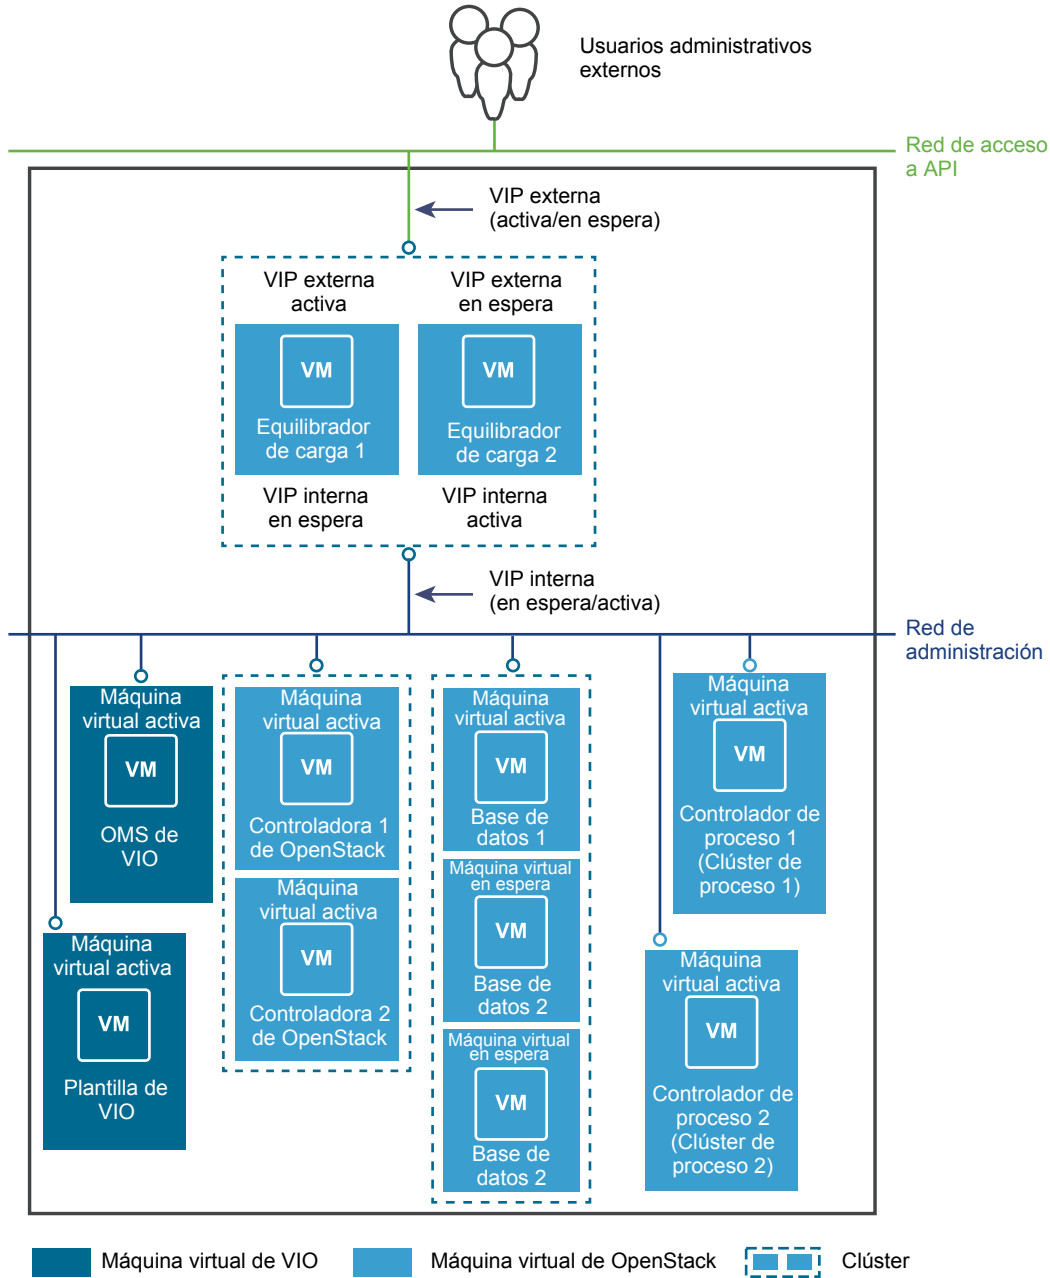 Usuarios administrativos
externos
Red de acceso
a API
VIP externa
(activa/en espera)
VIP externa
activa
VIP externa
en espera
VM
Equilibrador
de carga 1
VM
Equilibrador
de carga 2
VIP interna
en espera
VIP interna
activa
VIP interna
(en espera/activa)
Red de
administración
Máquina
virtual activa
VM
OMS de
VIO
Máquina
virtual activa
VM
Plantilla de
VIO
Máquina
virtual activa
VM
Controladora 1
de OpenStack
Máquina
virtual activa
VM
Controladora 2
de OpenStack
Máquina
virtual activa
VM
Base de
datos 1
Máquina virtual
en espera
VM
Base de
datos 2
Máquina virtual
en espera
VM
Base de
datos 2
Máquina
virtual activa
VM
Controlador de
proceso 1
(Clúster de
proceso 1)
Máquina
virtual activa
VM
Controlador de
proceso 2
(Clúster de
proceso 2)
Máquina virtual de VIO
Máquina virtual de OpenStack
Clúster